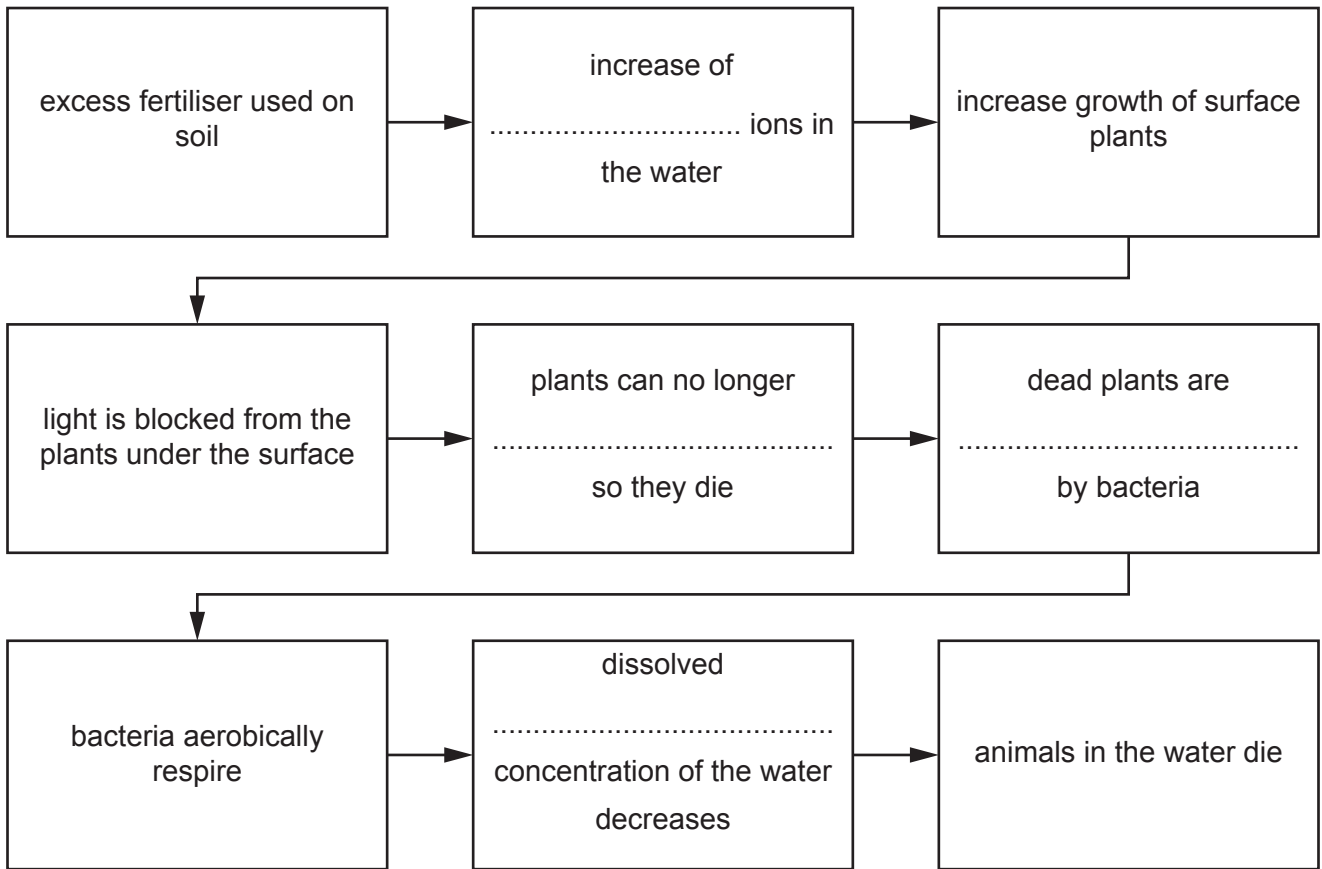 excess fertiliser used on
soil
increase of
.............................. ions in
the water
increase growth of surface
plants
light is blocked from the
plants under the surface
plants can no longer
.........................................
so they die
dead plants are
.........................................
by bacteria
bacteria aerobically
respire
dissolved
.........................................
concentration of the water
decreases
animals in the water die